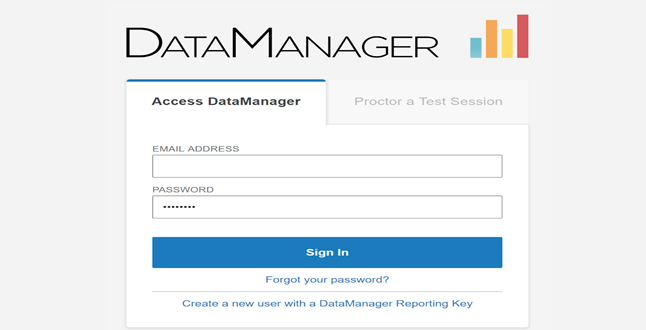 DATAMANAGER
Access DataManager
Proctor a Test Session
EMAIL ADDRESS
PASSWORD
••••••••
Sign In
Forgot your password?
Create a new user with a DataManager Reporting Key